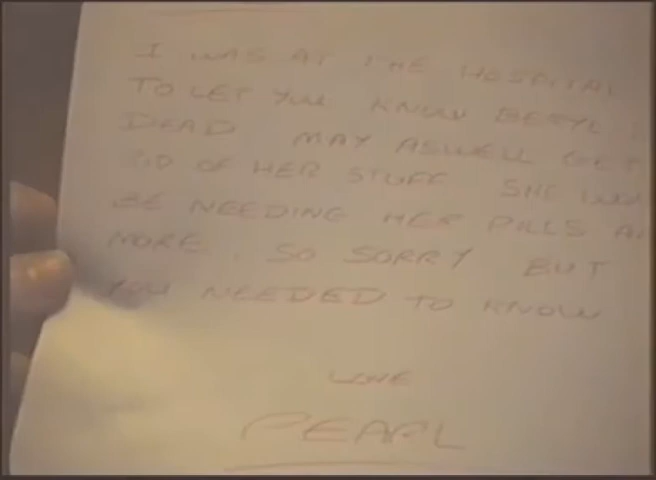 I WAS AT THE HOSPITAL
TO LET YOU KNOW BERYL
DEAD MAY ASWELL GET
OF HER STUFF SHE
BE NEEDING HER PILLS
MORE. SO SORRY BUT
YOU NEEDED TO KNOW
LOVE
PEARL